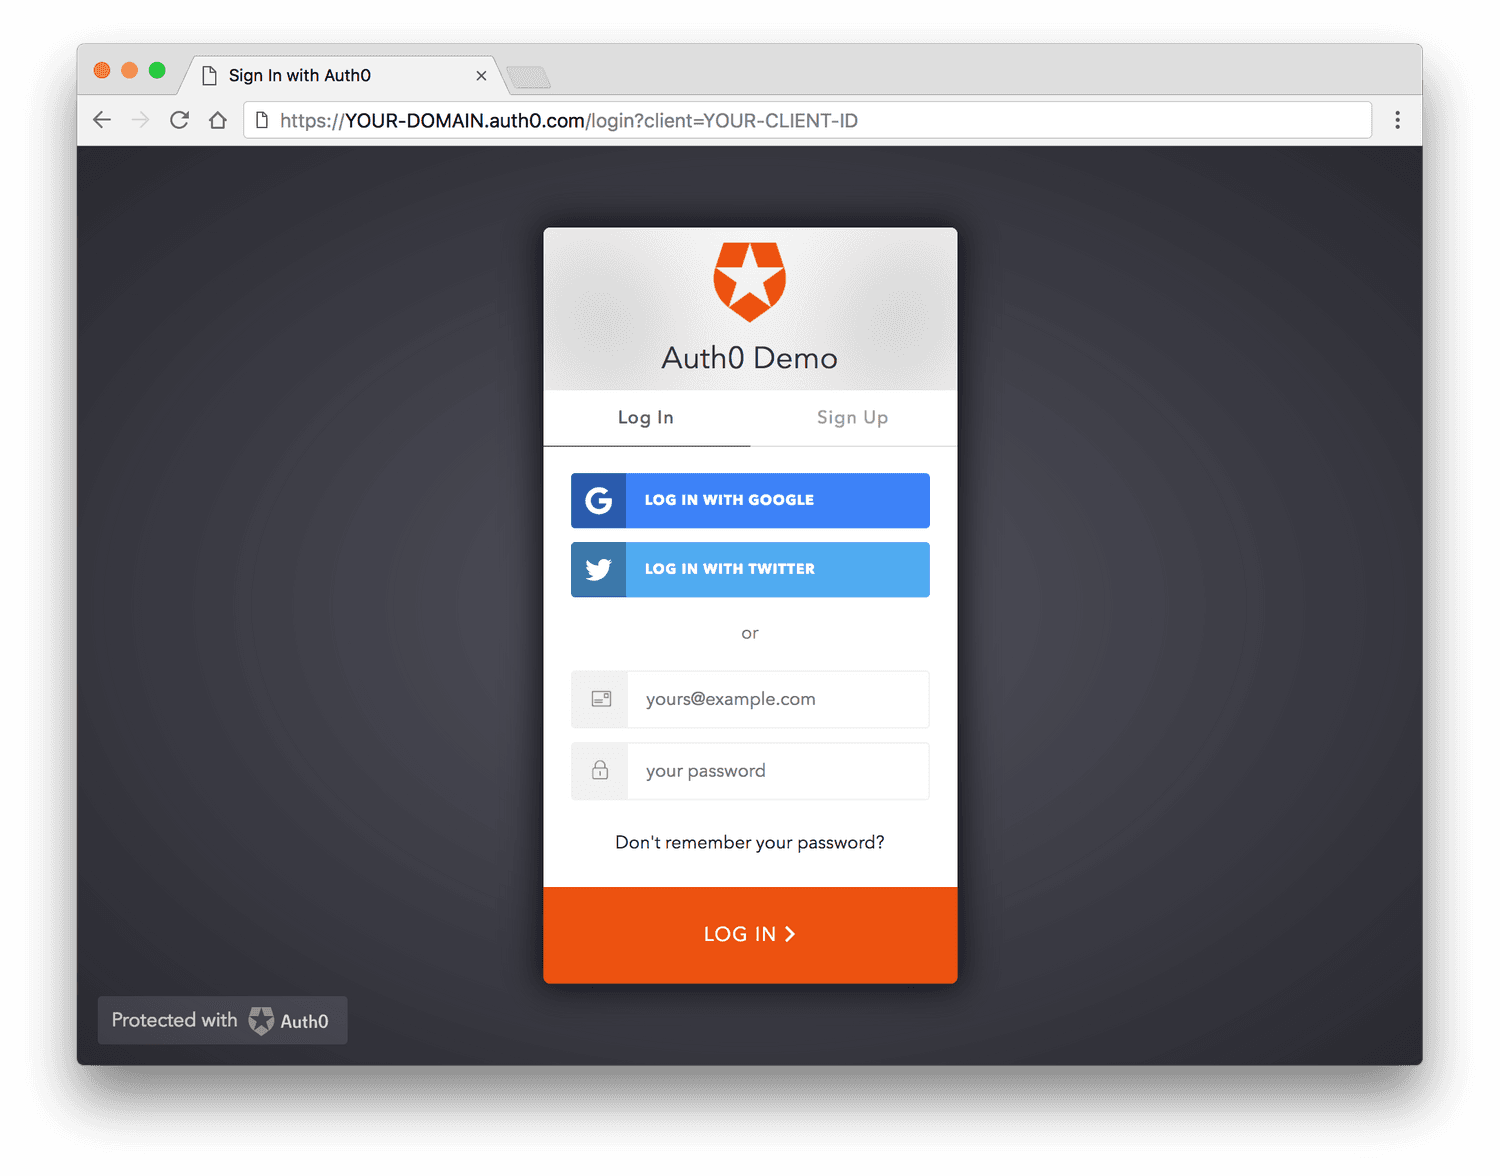 Sign In with Auth0
https://YOUR-DOMAIN.auth0.com/login?client=YOUR-CLIENT-ID
Auth0 Demo
Log In
Sign Up
LOG IN WITH GOOGLE
LOG IN WITH TWITTER
or
yours@example.com
your password
Don't remember your password?
LOG IN
Protected with Auth0